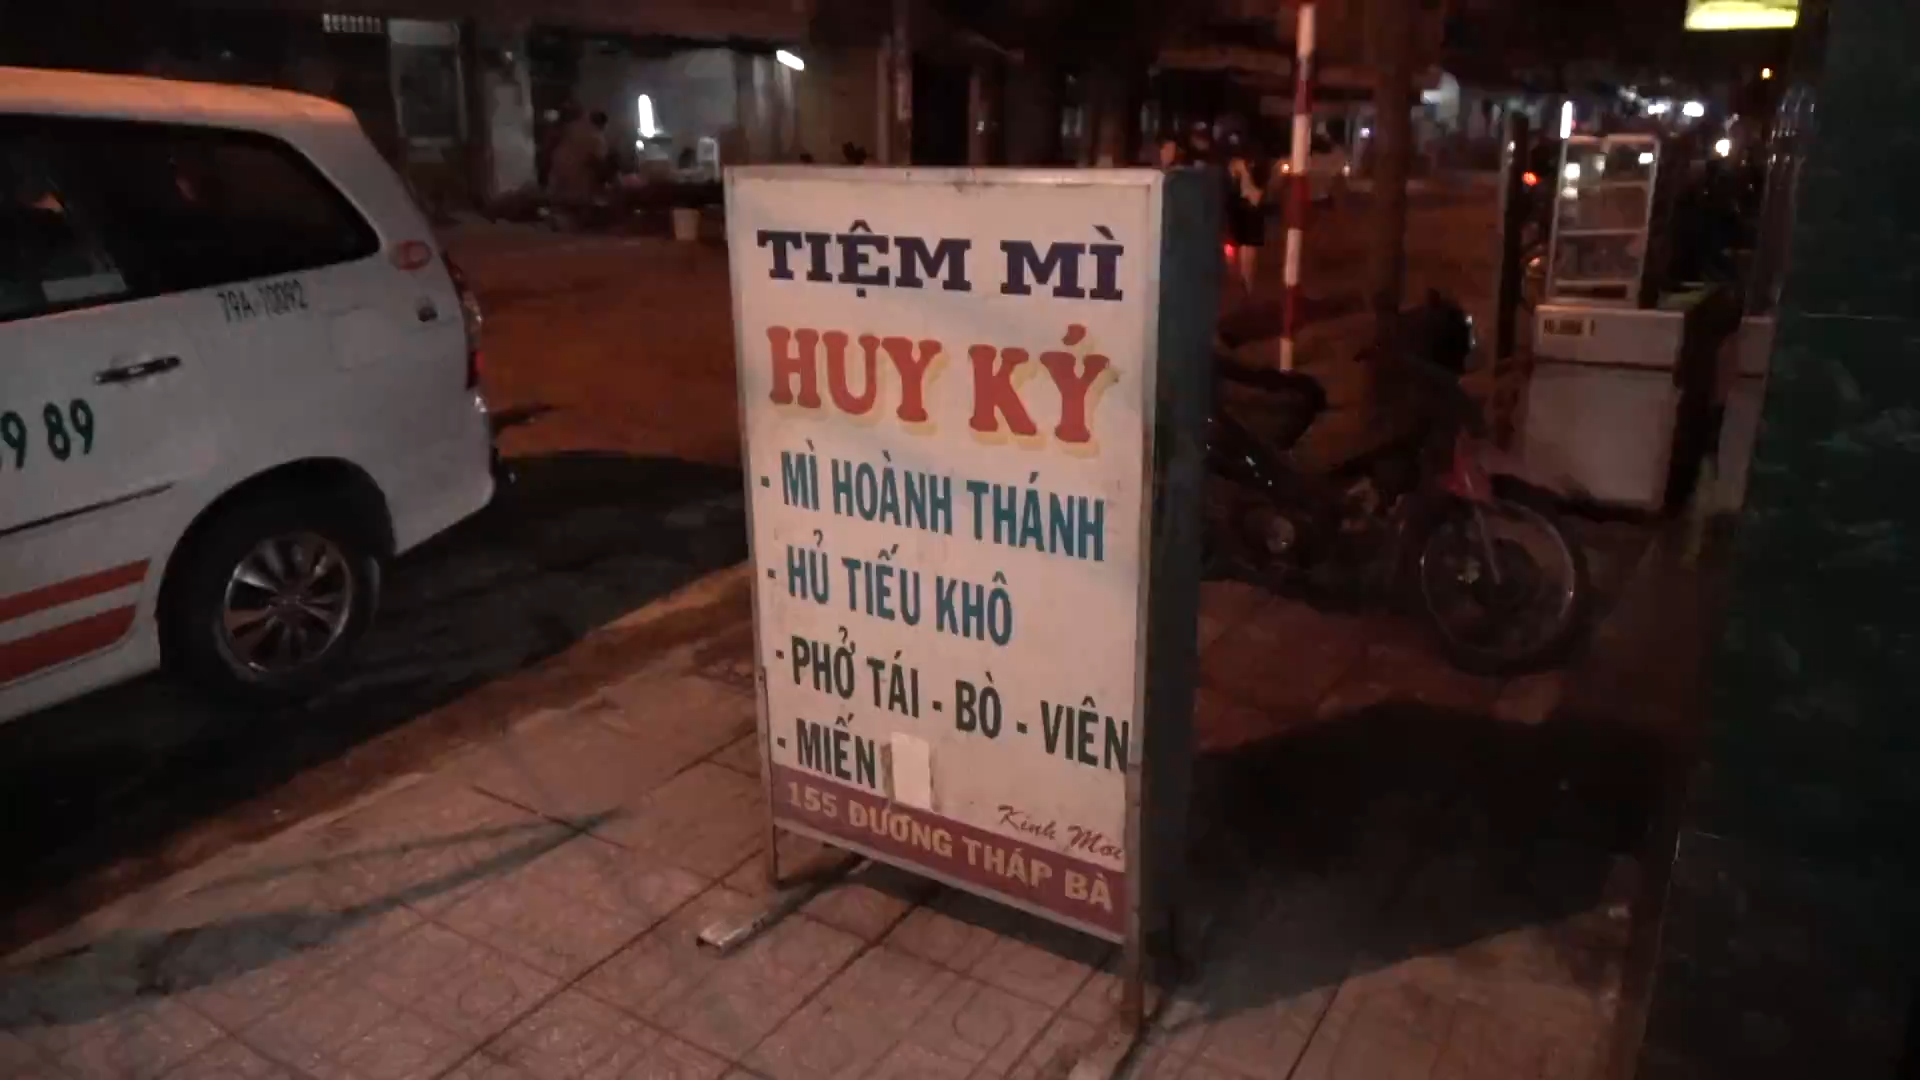 TIỆM MÌ
HUY KÝ
- MÌ HOÀNH THÁNH
- HỦ TIẾU KHÔ
- PHỞ TÁI - BÒ - VIÊN
- MIẾN
Kính Mời
155 ĐƯỜNG THÁP BÀ
79A-70092
9 89